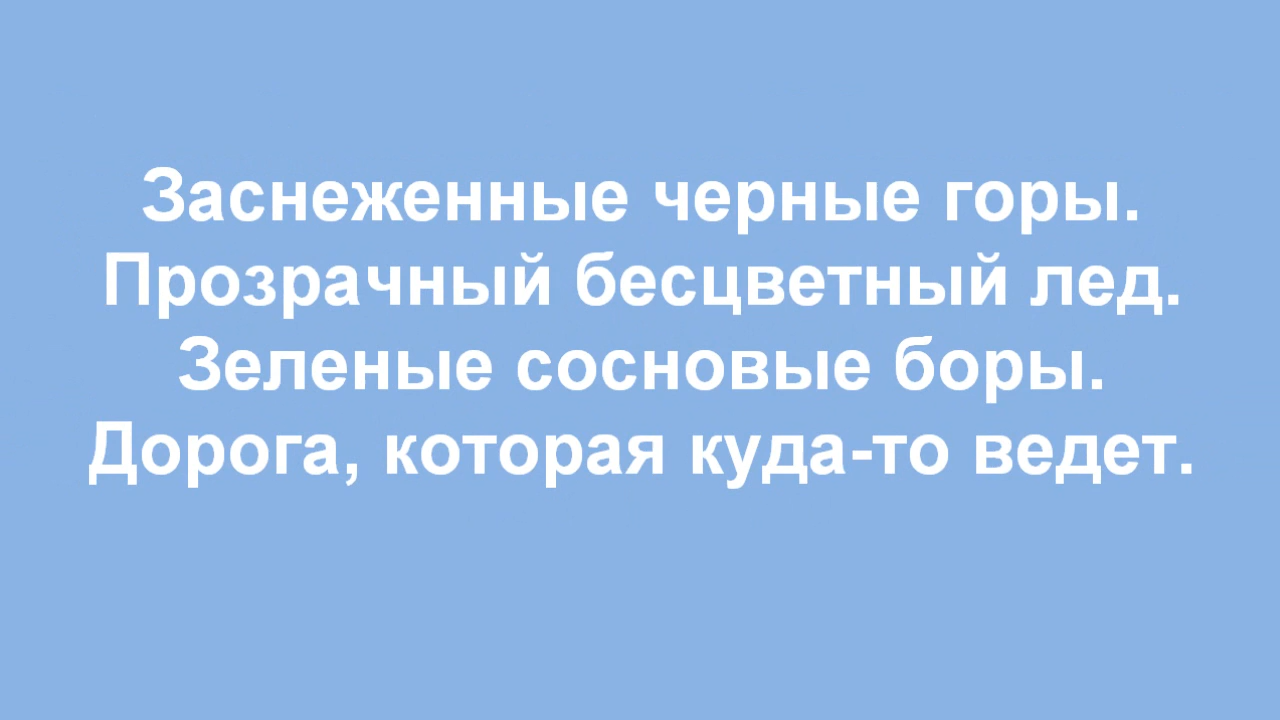 Заснеженные черные горы.
Прозрачный бесцветный лед.
Зеленые сосновые боры.
Дорога, которая куда-то ведет.